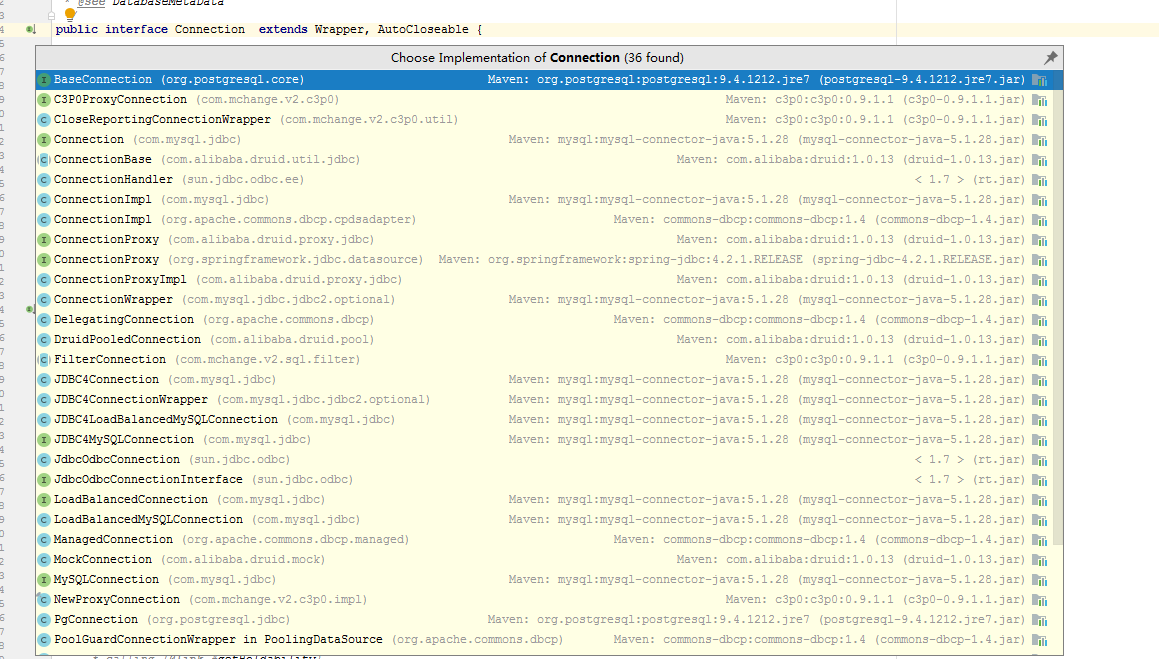 * @see DatabaseMetaData
public interface Connection extends Wrapper, AutoCloseable {
Choose Implementation of Connection (36 found)
BaseConnection (org.postgresql.core) Maven: org.postgresql:postgresql:9.4.1212.jre7 (postgresql-9.4.1212.jre7.jar)
C3P0ProxyConnection (com.mchange.v2.c3p0) Maven: c3p0:c3p0:0.9.1.1 (c3p0-0.9.1.1.jar)
CloseReportingConnectionWrapper (com.mchange.v2.c3p0.util) Maven: c3p0:c3p0:0.9.1.1 (c3p0-0.9.1.1.jar)
Connection (com.mysql.jdbc) Maven: mysql:mysql-connector-java:5.1.28 (mysql-connector-java-5.1.28.jar)
ConnectionBase (com.alibaba.druid.util.jdbc) Maven: com.alibaba:druid:1.0.13 (druid-1.0.13.jar)
ConnectionHandler (sun.jdbc.odbc.ee) < 1.7 > (rt.jar)
ConnectionImpl (com.mysql.jdbc) Maven: mysql:mysql-connector-java:5.1.28 (mysql-connector-java-5.1.28.jar)
ConnectionImpl (org.apache.commons.dbcp.cpdsadapter) Maven: commons-dbcp:commons-dbcp:1.4 (commons-dbcp-1.4.jar)
ConnectionProxy (com.alibaba.druid.proxy.jdbc) Maven: com.alibaba:druid:1.0.13 (druid-1.0.13.jar)
ConnectionProxy (org.springframework.jdbc.datasource) Maven: org.springframework:spring-jdbc:4.2.1.RELEASE (spring-jdbc-4.2.1.RELEASE.jar)
ConnectionProxyImpl (com.alibaba.druid.proxy.jdbc) Maven: com.alibaba:druid:1.0.13 (druid-1.0.13.jar)
ConnectionWrapper (com.mysql.jdbc.jdbc2.optional) Maven: mysql:mysql-connector-java:5.1.28 (mysql-connector-java-5.1.28.jar)
DelegatingConnection (org.apache.commons.dbcp) Maven: commons-dbcp:commons-dbcp:1.4 (commons-dbcp-1.4.jar)
DruidPooledConnection (com.alibaba.druid.pool) Maven: com.alibaba:druid:1.0.13 (druid-1.0.13.jar)
FilterConnection (com.mchange.v2.sql.filter) Maven: c3p0:c3p0:0.9.1.1 (c3p0-0.9.1.1.jar)
JDBC4Connection (com.mysql.jdbc) Maven: mysql:mysql-connector-java:5.1.28 (mysql-connector-java-5.1.28.jar)
JDBC4ConnectionWrapper (com.mysql.jdbc.jdbc2.optional) Maven: mysql:mysql-connector-java:5.1.28 (mysql-connector-java-5.1.28.jar)
JDBC4LoadBalancedMySQLConnection (com.mysql.jdbc) Maven: mysql:mysql-connector-java:5.1.28 (mysql-connector-java-5.1.28.jar)
JDBC4MySQLConnection (com.mysql.jdbc) Maven: mysql:mysql-connector-java:5.1.28 (mysql-connector-java-5.1.28.jar)
JdbcOdbcConnection (sun.jdbc.odbc) < 1.7 > (rt.jar)
JdbcOdbcConnectionInterface (sun.jdbc.odbc) < 1.7 > (rt.jar)
LoadBalancedConnection (com.mysql.jdbc) Maven: mysql:mysql-connector-java:5.1.28 (mysql-connector-java-5.1.28.jar)
LoadBalancedMySQLConnection (com.mysql.jdbc) Maven: mysql:mysql-connector-java:5.1.28 (mysql-connector-java-5.1.28.jar)
ManagedConnection (org.apache.commons.dbcp.managed) Maven: commons-dbcp:commons-dbcp:1.4 (commons-dbcp-1.4.jar)
MockConnection (com.alibaba.druid.mock) Maven: com.alibaba:druid:1.0.13 (druid-1.0.13.jar)
MySQLConnection (com.mysql.jdbc) Maven: mysql:mysql-connector-java:5.1.28 (mysql-connector-java-5.1.28.jar)
NewProxyConnection (com.mchange.v2.c3p0.impl) Maven: c3p0:c3p0:0.9.1.1 (c3p0-0.9.1.1.jar)
PgConnection (org.postgresql.jdbc) Maven: org.postgresql:postgresql:9.4.1212.jre7 (postgresql-9.4.1212.jre7.jar)
PoolGuardConnectionWrapper in PoolingDataSource (org.apache.commons.dbcp) Maven: commons-dbcp:commons-dbcp:1.4 (commons-dbcp-1.4.jar)